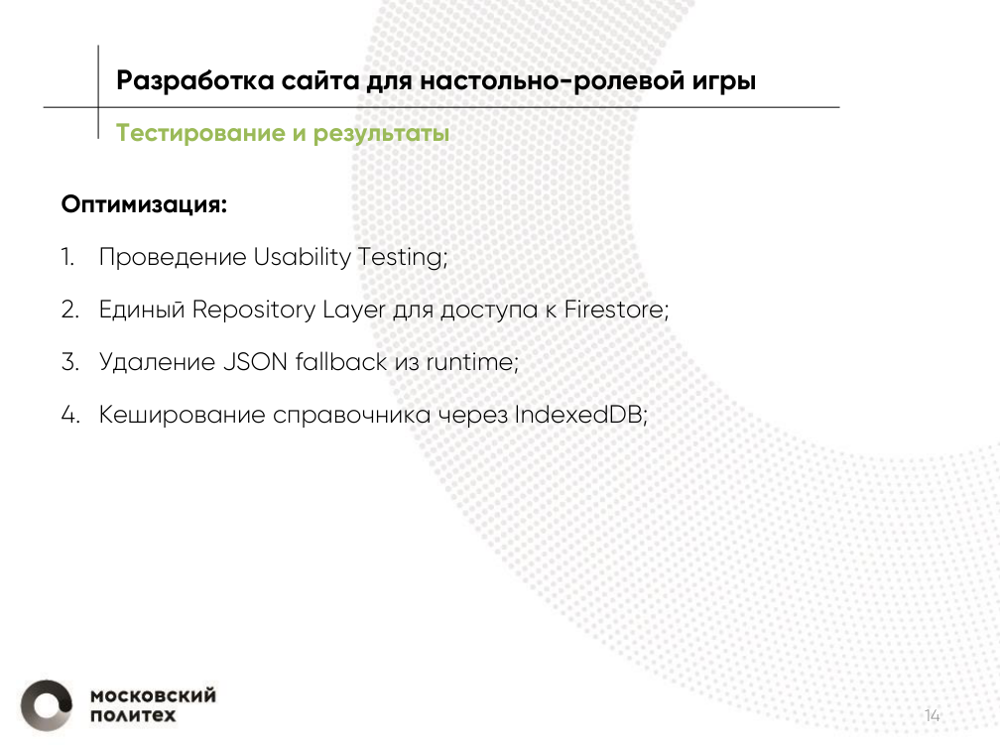 Разработка сайта для настольно-ролевой игры
Тестирование и результаты
Оптимизация:
1. Проведение Usability Testing;
2. Единый Repository Layer для доступа к Firestore;
3. Удаление JSON fallback из runtime;
4. Кеширование справочника через IndexedDB;
московский
политех
14